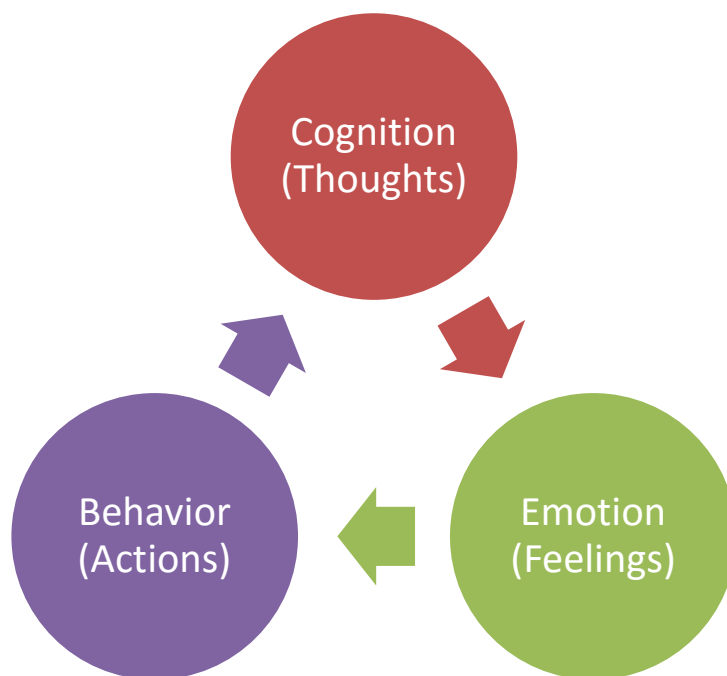 Cognition
(Thoughts)
Behavior
(Actions)
Emotion
(Feelings)